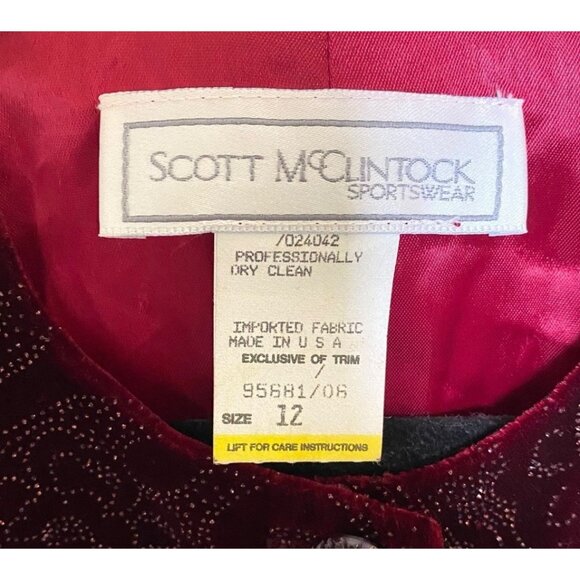 SCOTT McCLINTOCK
SPORTSWEAR
/024042
PROFESSIONALLY
DRY CLEAN
IMPORTED FABRIC
MADE IN U S A
EXCLUSIVE OF TRIM
/
95681/06
SIZE 12
LIFT FOR CARE INSTRUCTIONS